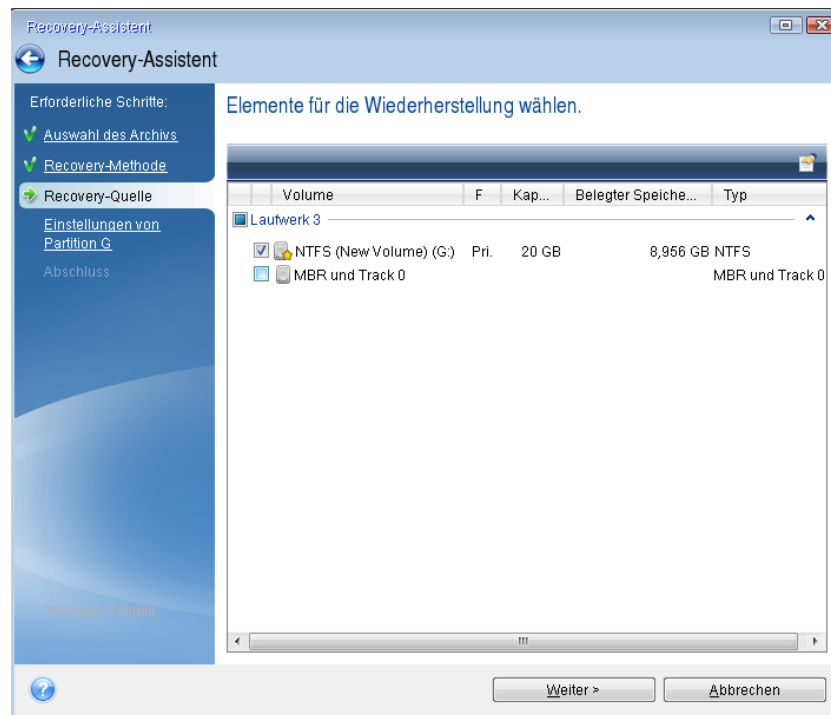 Recovery-Assistent
Recovery-Assistent
Erforderliche Schritte:
Auswahl des Archivs
Recovery-Methode
Recovery-Quelle
Einstellungen von
Partition G
Abschluss
Elemente für die Wiederherstellung wählen.
Volume F Kap... Belegter Speiche... Typ
Laufwerk 3
NTFS (New Volume) (G:) Pri. 20 GB 8,956 GB NTFS
MBR und Track 0 MBR und Track 0
Schritte:
Weiter >
Abbrechen